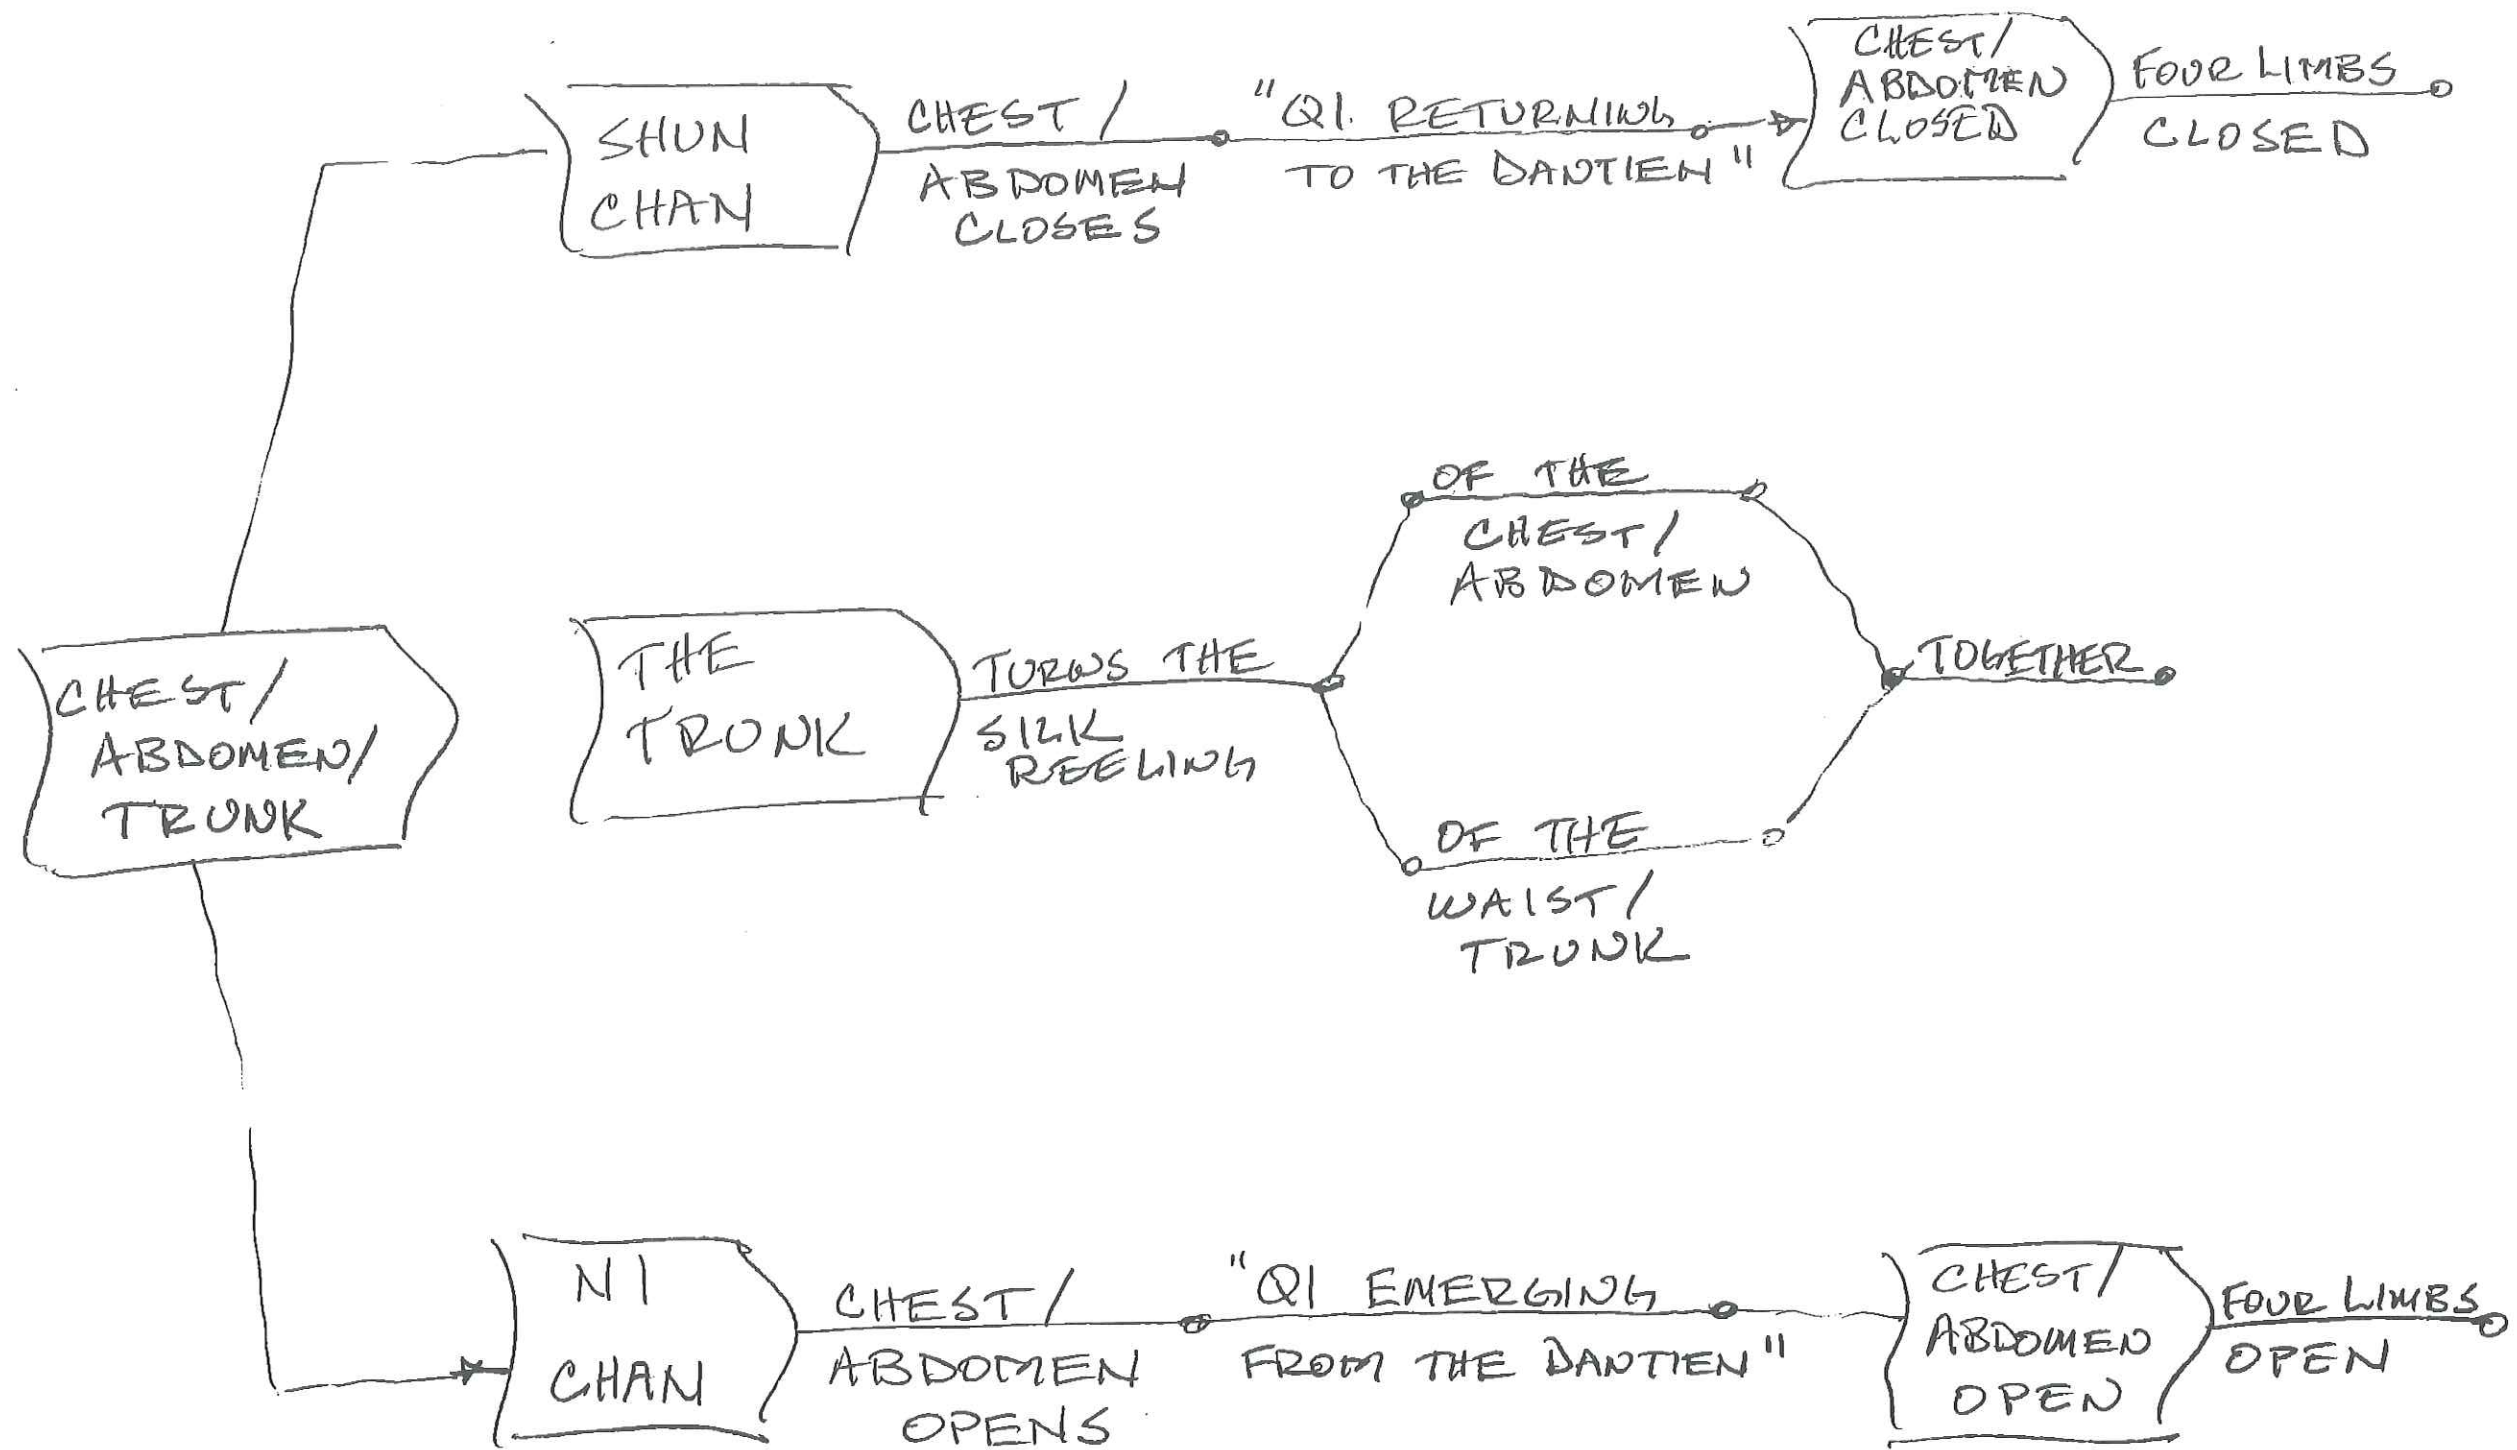 SHUN
CHAN
CHEST/
ABDOMEN
CLOSES
"QI RETURNING
TO THE DANTIEN"
CHEST/
ABDOMEN
CLOSED
FOUR LIMBS
CLOSED
CHEST/
ABDOMEN/
TRUNK
THE
TRUNK
TURNS THE
SILK
REELING
OF THE
CHEST/
ABDOMEN
OF THE
WAIST/
TRUNK
TOGETHER
NI
CHAN
CHEST/
ABDOMEN
OPENS
"QI EMERGING
FROM THE DANTIEN"
CHEST/
ABDOMEN
OPEN
FOUR LIMBS
OPEN